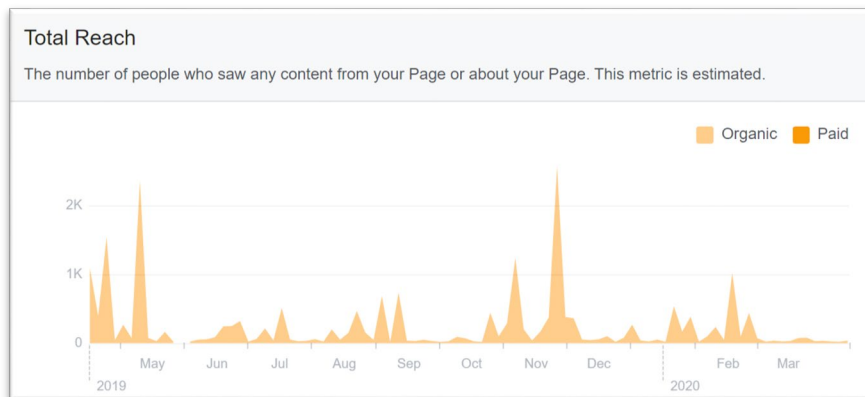 Total Reach
The number of people who saw any content from your Page or about your Page. This metric is estimated.
Organic Paid
2K
1K
0
May Jun Jul Aug Sep Oct Nov Dec Feb Mar
2019 2020